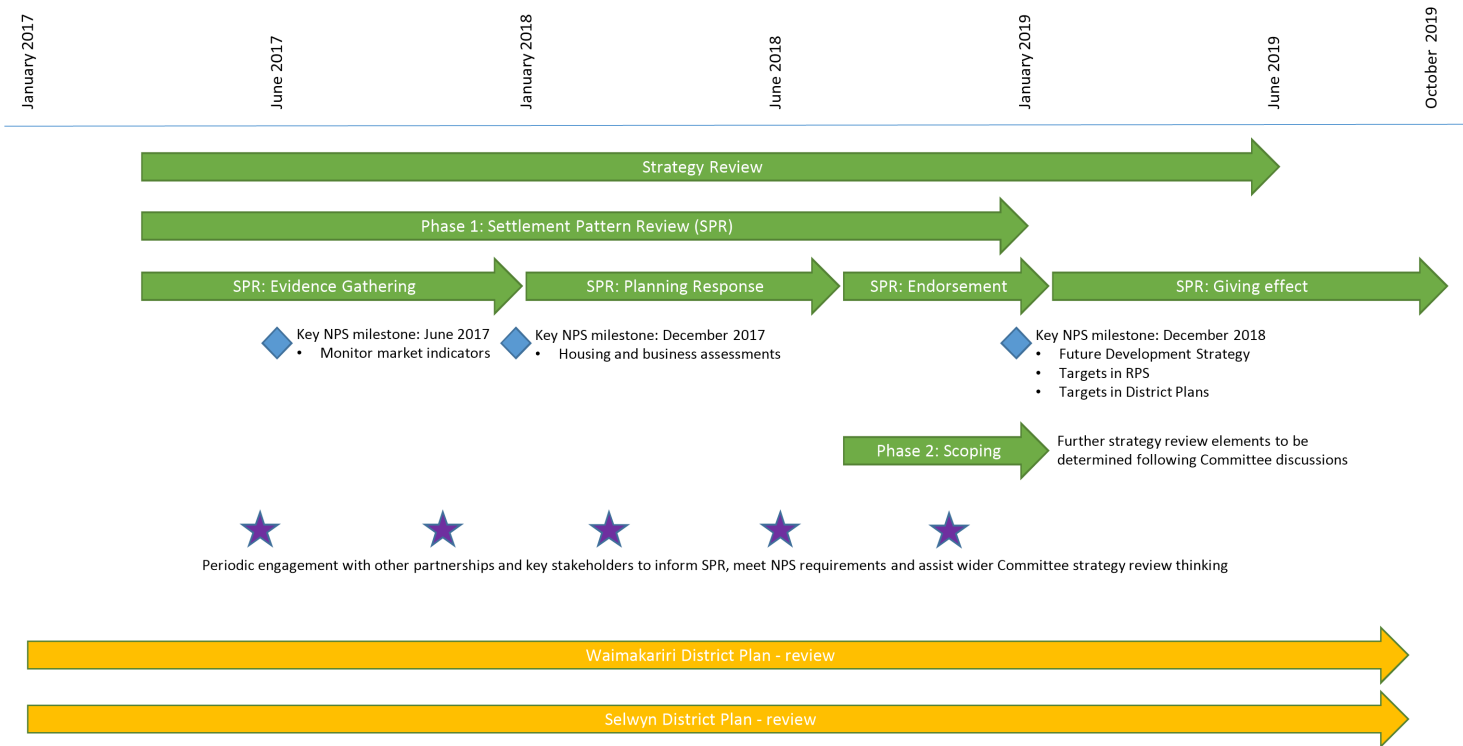 January 2017
June 2017
January 2018
June 2018
January 2019
June 2019
October 2019
Strategy Review
Phase 1: Settlement Pattern Review (SPR)
SPR: Evidence Gathering
SPR: Planning Response
SPR: Endorsement
SPR: Giving effect
Key NPS milestone: June 2017
• Monitor market indicators
Key NPS milestone: December 2017
• Housing and business assessments
Key NPS milestone: December 2018
• Future Development Strategy
• Targets in RPS
• Targets in District Plans
Phase 2: Scoping
Further strategy review elements to be
determined following Committee discussions
Periodic engagement with other partnerships and key stakeholders to inform SPR, meet NPS requirements and assist wider Committee strategy review thinking
Waimakariri District Plan - review
Selwyn District Plan - review